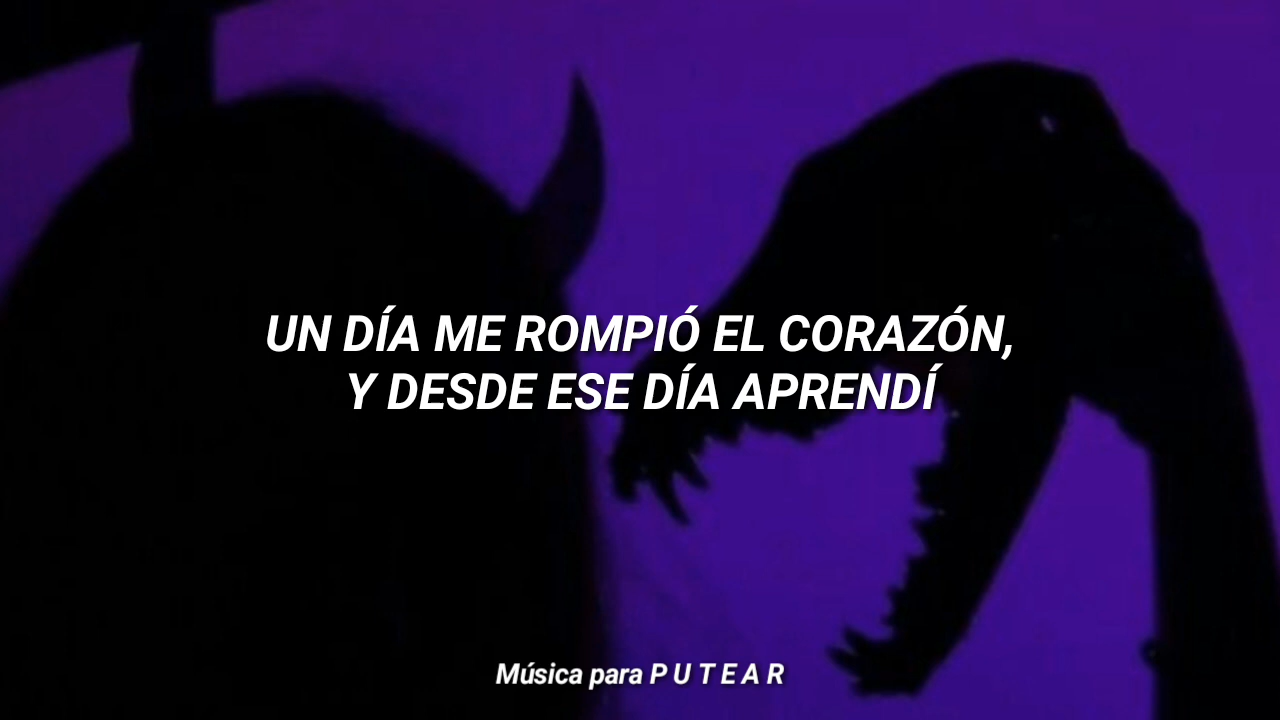 UN DÍA ME ROMPIÓ EL CORAZÓN,
Y DESDE ESE DÍA APRENDÍ
Música para P U T E A R